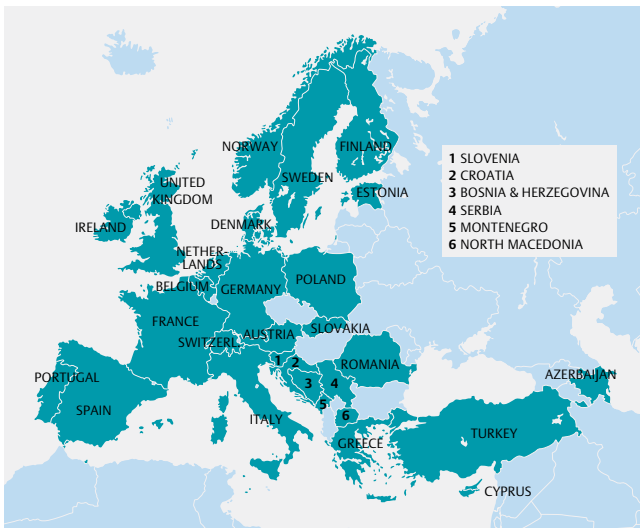 NORWAY
FINLAND
SWEDEN
1 SLOVENIA
2 CROATIA
3 BOSNIA & HERZEGOVINA
4 SERBIA
5 MONTENEGRO
6 NORTH MACEDONIA
UNITED
KINGDOM
ESTONIA
IRELAND
DENMARK
NETHER-
LANDS
BELGIUM
GERMANY
POLAND
FRANCE
SWITZERL.
AUSTRIA
SLOVAKIA
1
2
3
4
5
6
ROMANIA
AZERBAIJAN
PORTUGAL
SPAIN
ITALY
GREECE
TURKEY
CYPRUS